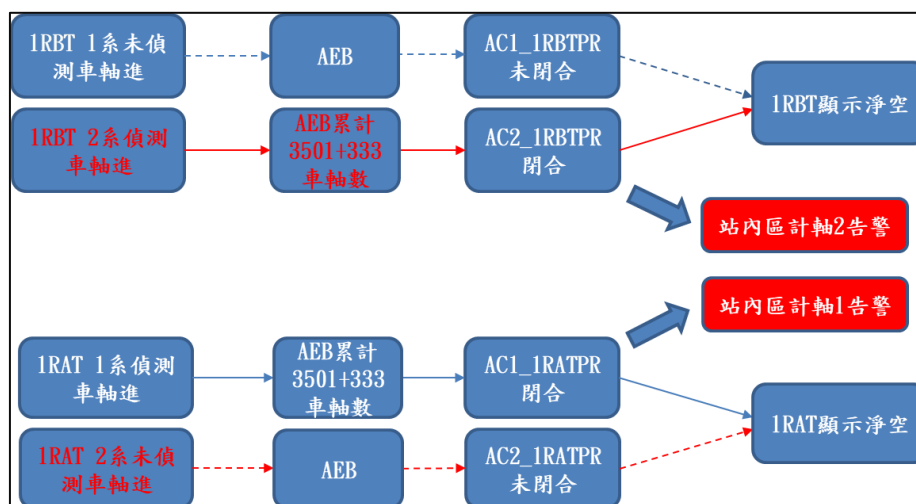 1RBT 1系未偵
測車軸進
AEB
AC1_1RBTPR
未閉合
1RBT顯示淨空
1RBT 2系偵測
車軸進
AEB累計
3501+333
車軸數
AC2_1RBTPR
閉合
站內區計軸2告警
站內區計軸1告警
1RAT 1系偵測
車軸進
AEB累計
3501+333
車軸數
AC1_1RATPR
閉合
1RAT顯示淨空
1RAT 2系未偵
測車軸進
AEB
AC2_1RATPR
未閉合